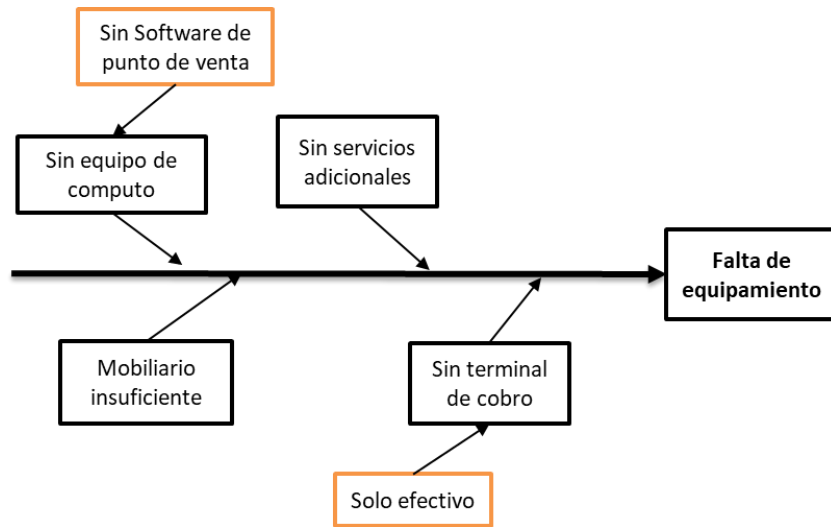 Sin Software de
punto de venta
Sin equipo de
computo
Sin servicios
adicionales
Falta de
equipamiento
Mobiliario
insuficiente
Sin terminal
de cobro
Solo efectivo